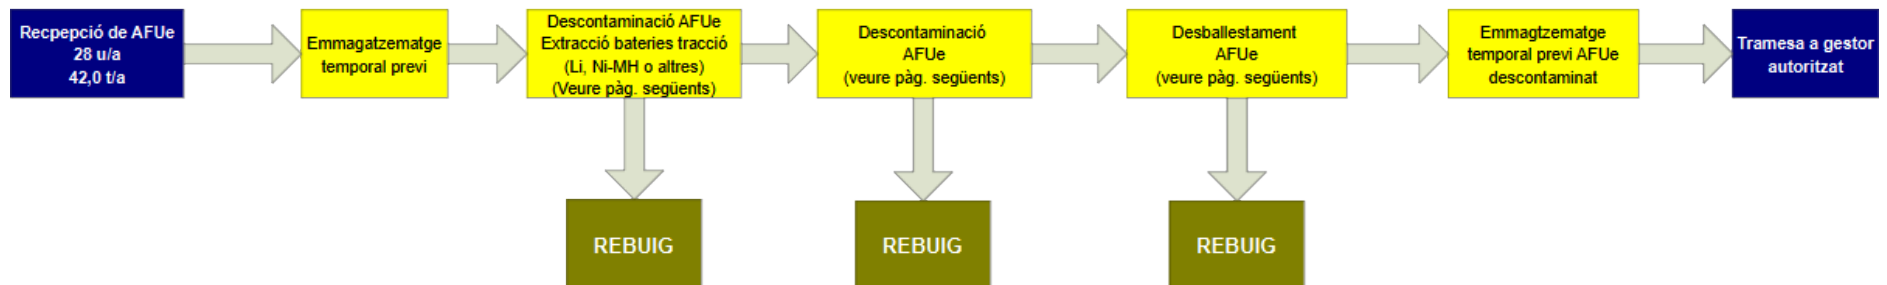 Recpepció de AFUe
28 u/a
42,0 t/a
Emmagatzematge
temporal previ
Descontaminació AFUe
Extracció bateries tracció
(Li, Ni-MH o altres)
(Veure pàg. següents)
Descontaminació
AFUe
(veure pàg. següents)
Desballestament
AFUe
(veure pàg. següents)
Emmagtzematge
temporal previ AFUe
descontaminat
Tramesa a gestor
autoritzat
REBUIG
REBUIG
REBUIG